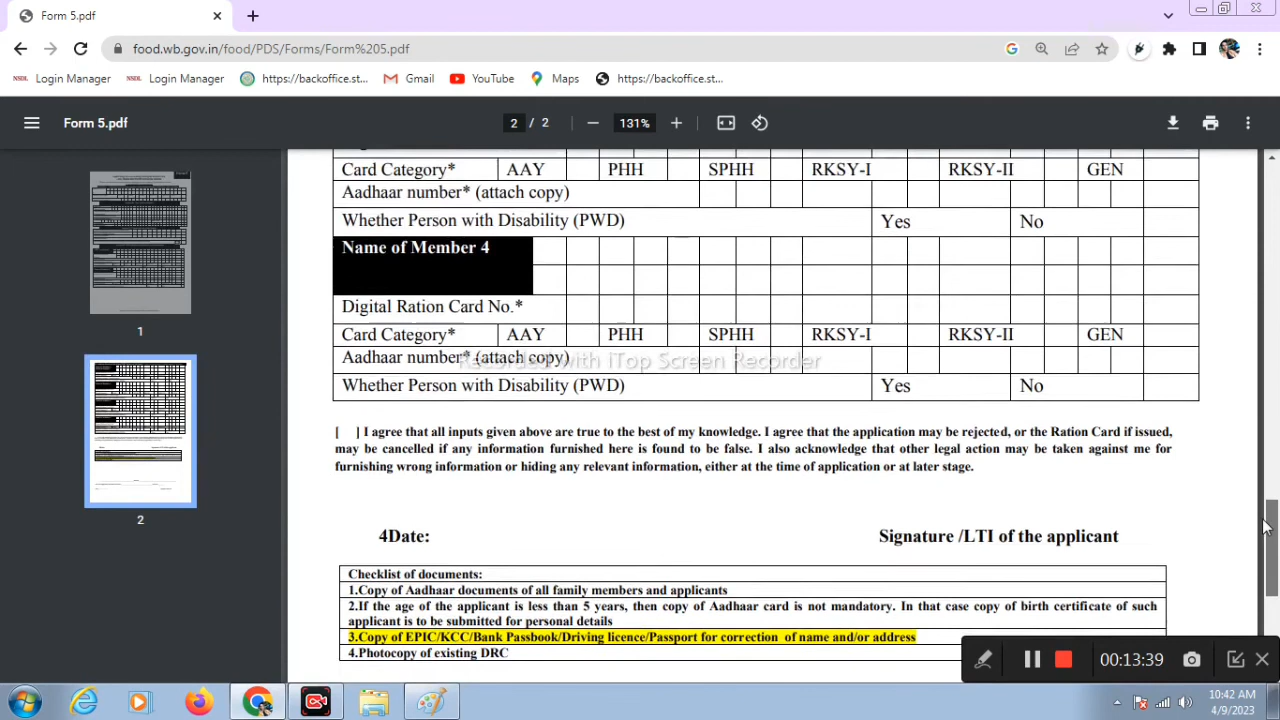 Form 5.pdf
food.wb.gov.in/food/PDS/Forms/Form%205.pdf
NSDL Login Manager NSDL Login Manager https://backoffice.st... Gmail YouTube Maps https://backoffice.st...
Form 5.pdf 2 / 2 131%
Card Category* AAY PHH SPHH RKSY-I RKSY-II GEN
Aadhaar number* (attach copy)
Whether Person with Disability (PWD) Yes No
Name of Member 4
Digital Ration Card No.*
Card Category* AAY PHH SPHH RKSY-I RKSY-II GEN
Aadhaar number* (attach copy)
Recorded with iTop Screen Recorder
Whether Person with Disability (PWD) Yes No
[ ] I agree that all inputs given above are true to the best of my knowledge. I agree that the application may be rejected, or the Ration Card if issued,
may be cancelled if any information furnished here is found to be false. I also acknowledge that other legal action may be taken against me for
furnishing wrong information or hiding any relevant information, either at the time of application or at later stage.
4Date: Signature /LTI of the applicant
Checklist of documents:
1.Copy of Aadhaar documents of all family members and applicants
2.If the age of the applicant is less than 5 years, then copy of Aadhaar card is not mandatory. In that case copy of birth certificate of such
applicant is to be submitted for personal details
3.Copy of EPIC/KCC/Bank Passbook/Driving licence/Passport for correction of name and/or address
4.Photocopy of existing DRC
1
2
00:13:39
10:42 AM
4/9/2023